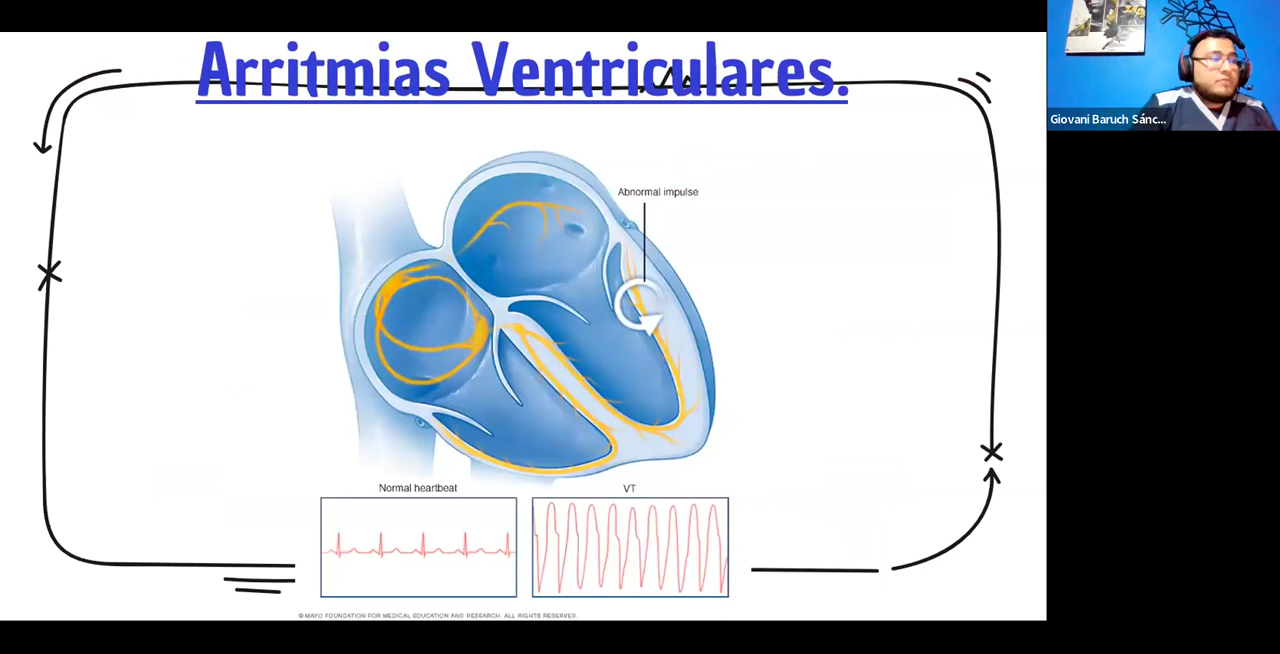 Arritmias Ventriculares.
Giovani Baruch Sánc...
Abnormal impulse
Normal heartbeat
VT
© MAYO FOUNDATION FOR MEDICAL EDUCATION AND RESEARCH. ALL RIGHTS RESERVED.